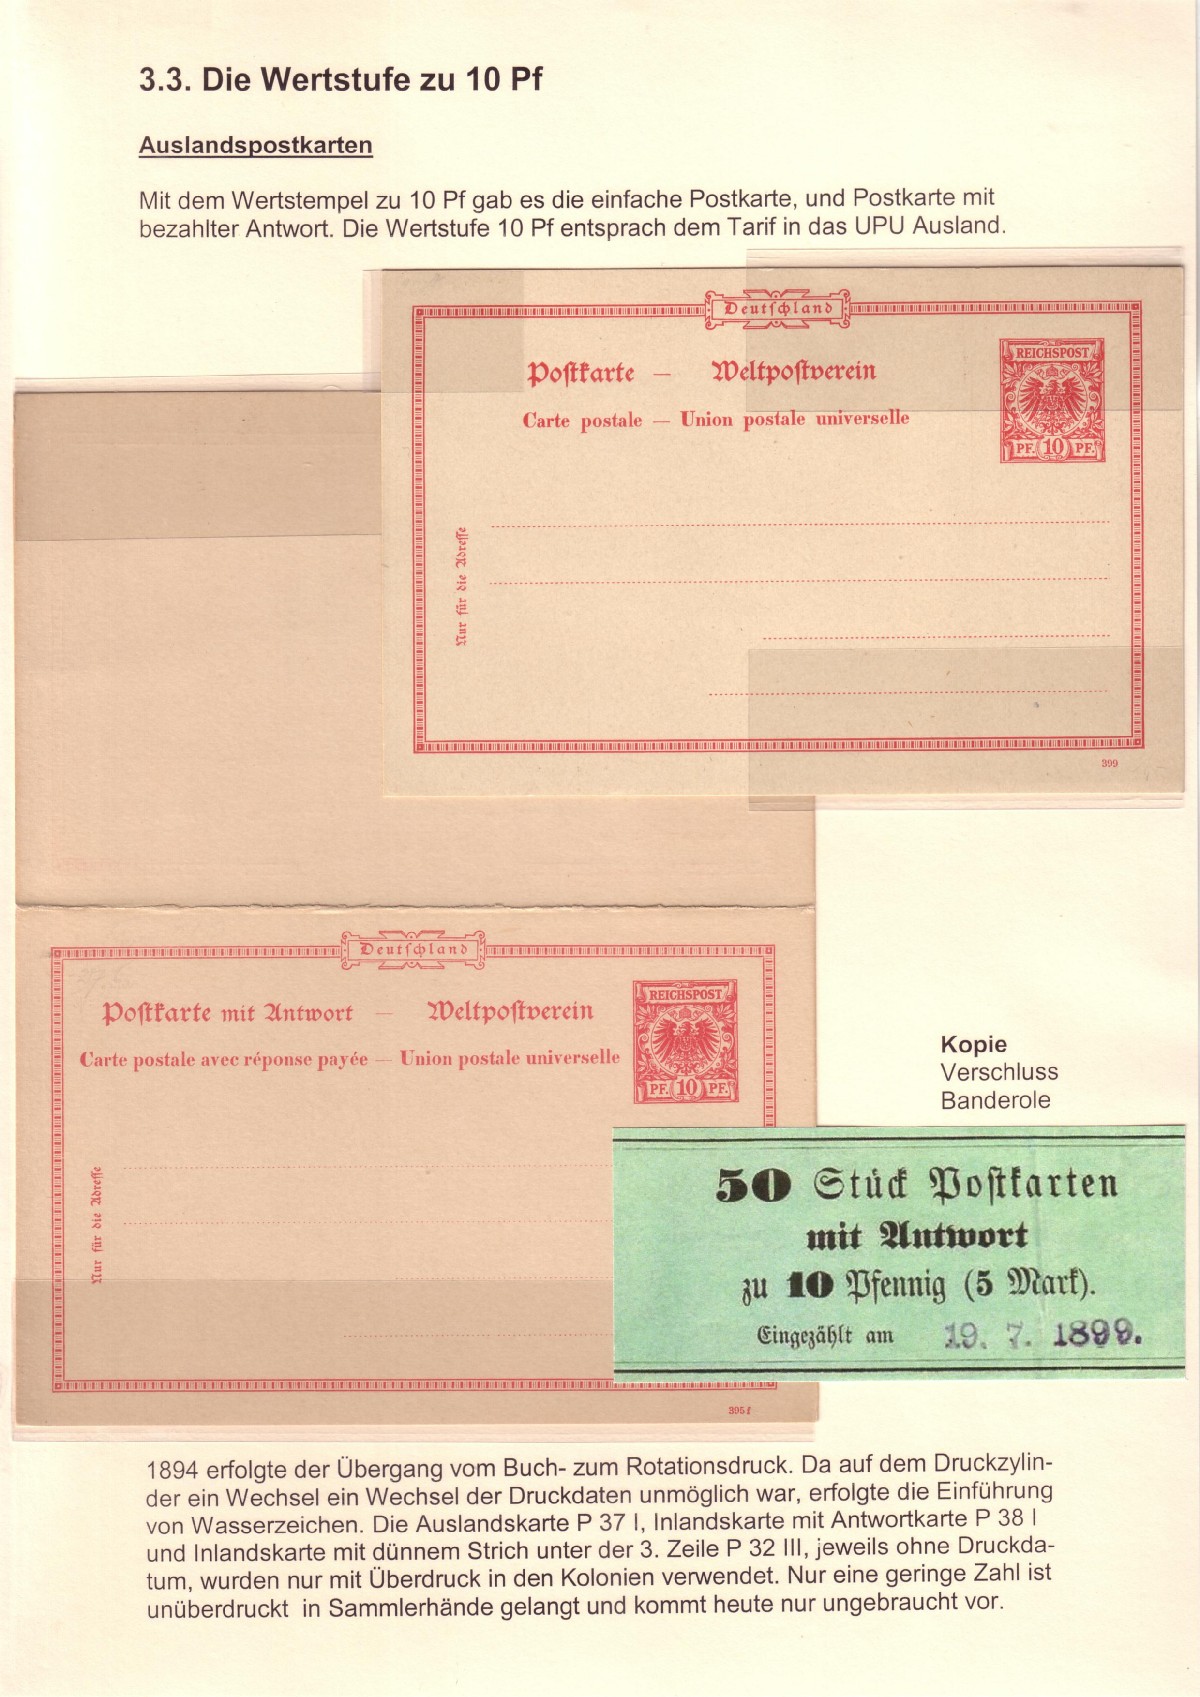 3.3. Die Wertstufe zu 10 Pf
Auslandspostkarten
Mit dem Wertstempel zu 10 Pf gab es die einfache Postkarte, und Postkarte mit
bezahlter Antwort. Die Wertstufe 10 Pf entsprach dem Tarif in das UPU Ausland.
Deutschland
Postkarte — Weltpostverein
Carte postale — Union postale universelle
REICHSPOST
PF. 10 PF.
Nur für die Adresse
399
Deutschland
Postkarte mit Antwort — Weltpostverein
Carte postale avec réponse payée — Union postale universelle
REICHSPOST
PF. 10 PF.
Nur für die Adresse
395 f
Kopie
Verschluss
Banderole
50 Stück Postkarten
mit Antwort
zu 10 Pfennig (5 Mark).
Eingezählt am 19. 7. 1899.
1894 erfolgte der Übergang vom Buch- zum Rotationsdruck. Da auf dem Druckzylin-
der ein Wechsel ein Wechsel der Druckdaten unmöglich war, erfolgte die Einführung
von Wasserzeichen. Die Auslandskarte P 37 I, Inlandskarte mit Antwortkarte P 38 I
und Inlandskarte mit dünnem Strich unter der 3. Zeile P 32 III, jeweils ohne Druckda-
tum, wurden nur mit Überdruck in den Kolonien verwendet. Nur eine geringe Zahl ist
unüberdruckt in Sammlerhände gelangt und kommt heute nur ungebraucht vor.